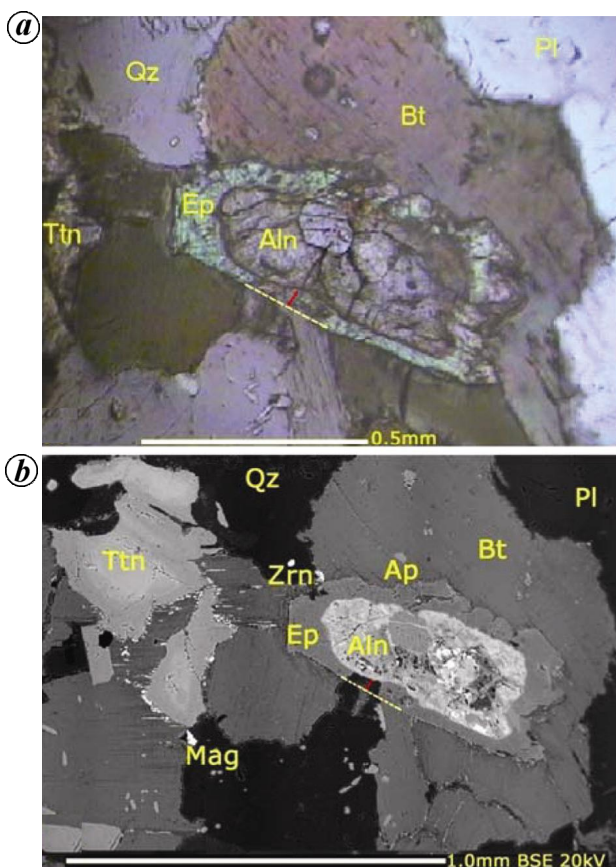 a
Qz
Pl
Bt
Ep
Ttn
Aln
0.5mm
b
Qz
Pl
Ttn
Bt
Zrn
Ap
Ep
Aln
Mag
1.0mm BSE 20kV